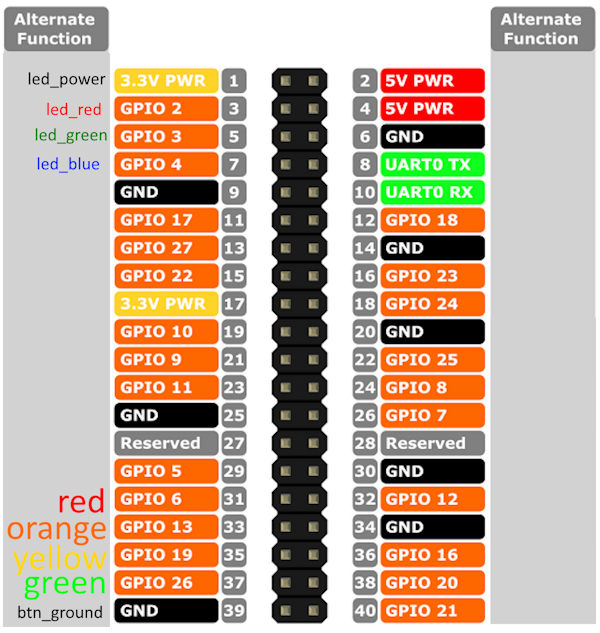 Alternate
Function
Alternate
Function
led_power 3.3V PWR 1 2 5V PWR
led_red GPIO 2 3 4 5V PWR
led_green GPIO 3 5 6 GND
led_blue GPIO 4 7 8 UART0 TX
GND 9 10 UART0 RX
GPIO 17 11 12 GPIO 18
GPIO 27 13 14 GND
GPIO 22 15 16 GPIO 23
3.3V PWR 17 18 GPIO 24
GPIO 10 19 20 GND
GPIO 9 21 22 GPIO 25
GPIO 11 23 24 GPIO 8
GND 25 26 GPIO 7
Reserved 27 28 Reserved
GPIO 5 29 30 GND
red GPIO 6 31 32 GPIO 12
orange GPIO 13 33 34 GND
yellow GPIO 19 35 36 GPIO 16
green GPIO 26 37 38 GPIO 20
btn_ground GND 39 40 GPIO 21